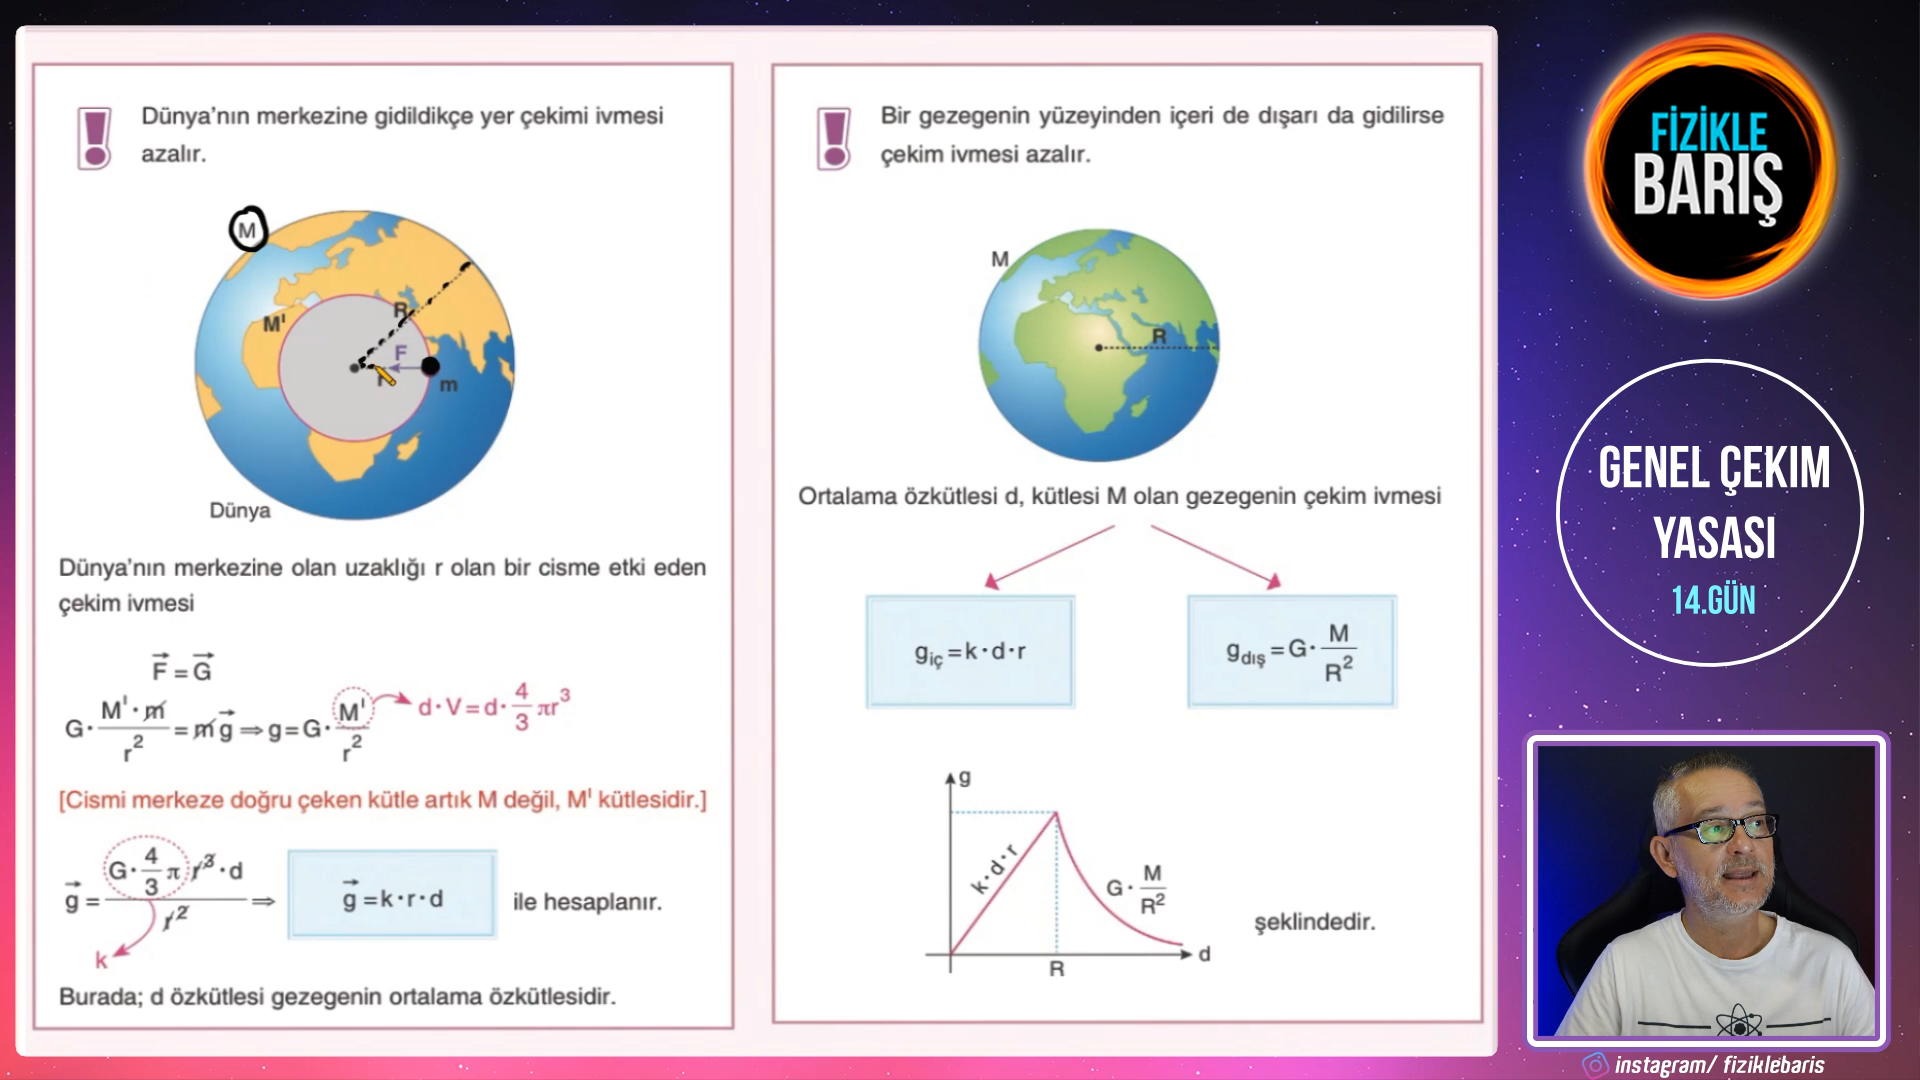 Dünya'nın merkezine gidildikçe yer çekimi ivmesi
azalır.
M
M'
R
F
r
m
Dünya
Dünya'nın merkezine olan uzaklığı r olan bir cisme etki eden
çekim ivmesi
F⃗ = G⃗
G · M' · m / r² = m g⃗ ⇒ g = G · M' / r²
d · V = d · 4/3 πr³
[Cismi merkeze doğru çeken kütle artık M değil, M' kütlesidir.]
g⃗ = G · 4/3 π r³ · d / r² ⇒ g⃗ = k · r · d ile hesaplanır.
k
Burada; d özkütlesi gezegenin ortalama özkütlesidir.
Bir gezegenin yüzeyinden içeri de dışarı da gidilirse
çekim ivmesi azalır.
M
R
Ortalama özkütlesi d, kütlesi M olan gezegenin çekim ivmesi
g_iç = k · d · r
g_dış = G · M / R²
g
k · d · r
G · M / R²
R
d
şeklindedir.
FİZİKLE
BARIŞ
GENEL ÇEKIM
YASASI
14.GÜN
instagram/ fiziklebaris